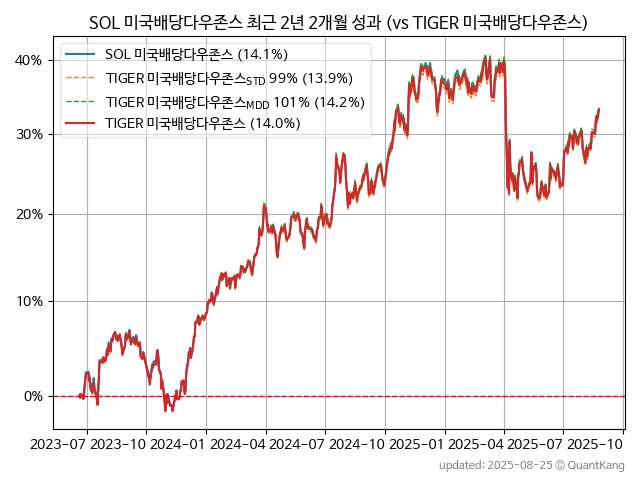 SOL 미국배당다우존스 최근 2년 2개월 성과 (vs TIGER 미국배당다우존스)
SOL 미국배당다우존스 (14.1%)
TIGER 미국배당다우존스STD 99% (13.9%)
TIGER 미국배당다우존스MDD 101% (14.2%)
TIGER 미국배당다우존스 (14.0%)
40%
30%
20%
10%
0%
2023-07 2023-10 2024-01 2024-04 2024-07 2024-10 2025-01 2025-04 2025-07 2025-10
updated: 2025-08-25 © QuantKang